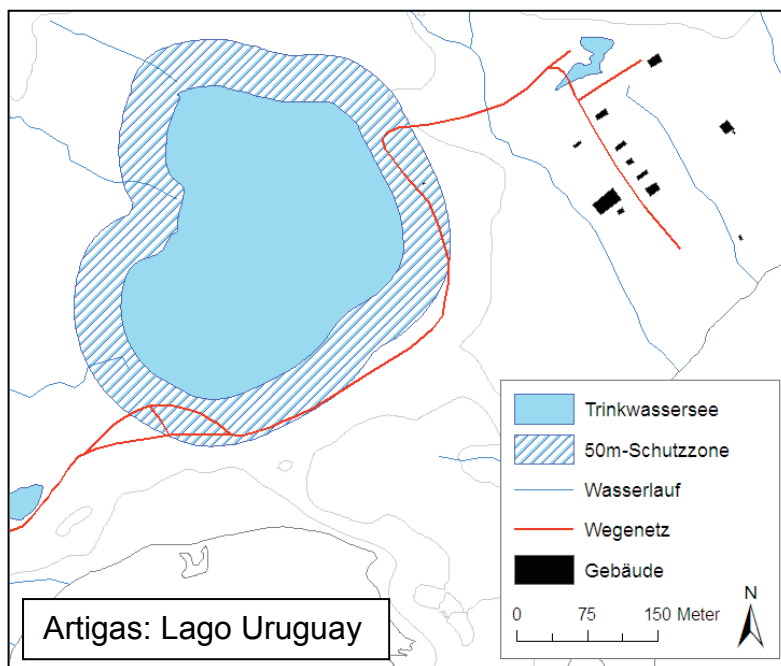 Trinkwassersee
50m-Schutzzone
Wasserlauf
Wegenetz
Gebäude
N
0 75 150 Meter
Artigas: Lago Uruguay